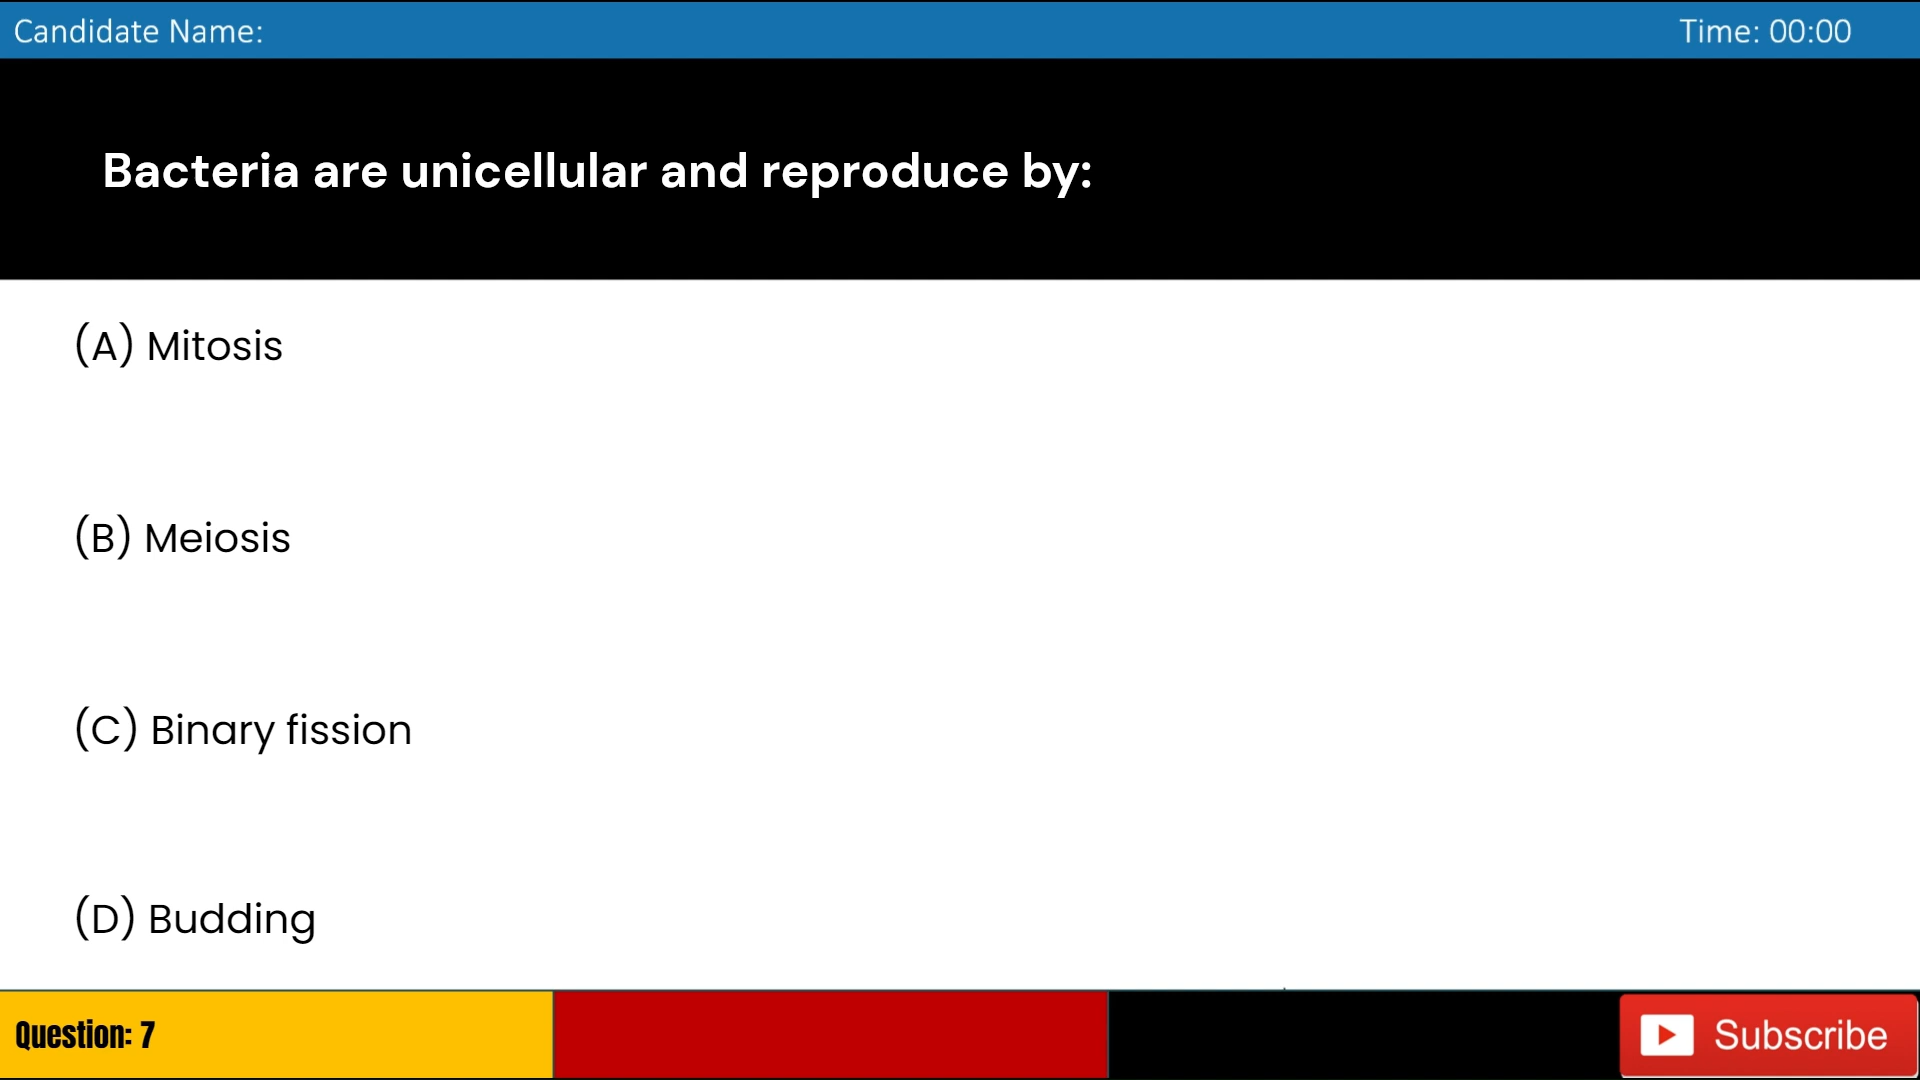 Candidate Name:
Time: 00:00
Bacteria are unicellular and reproduce by:
(A) Mitosis
(B) Meiosis
(C) Binary fission
(D) Budding
Question: 7
Subscribe